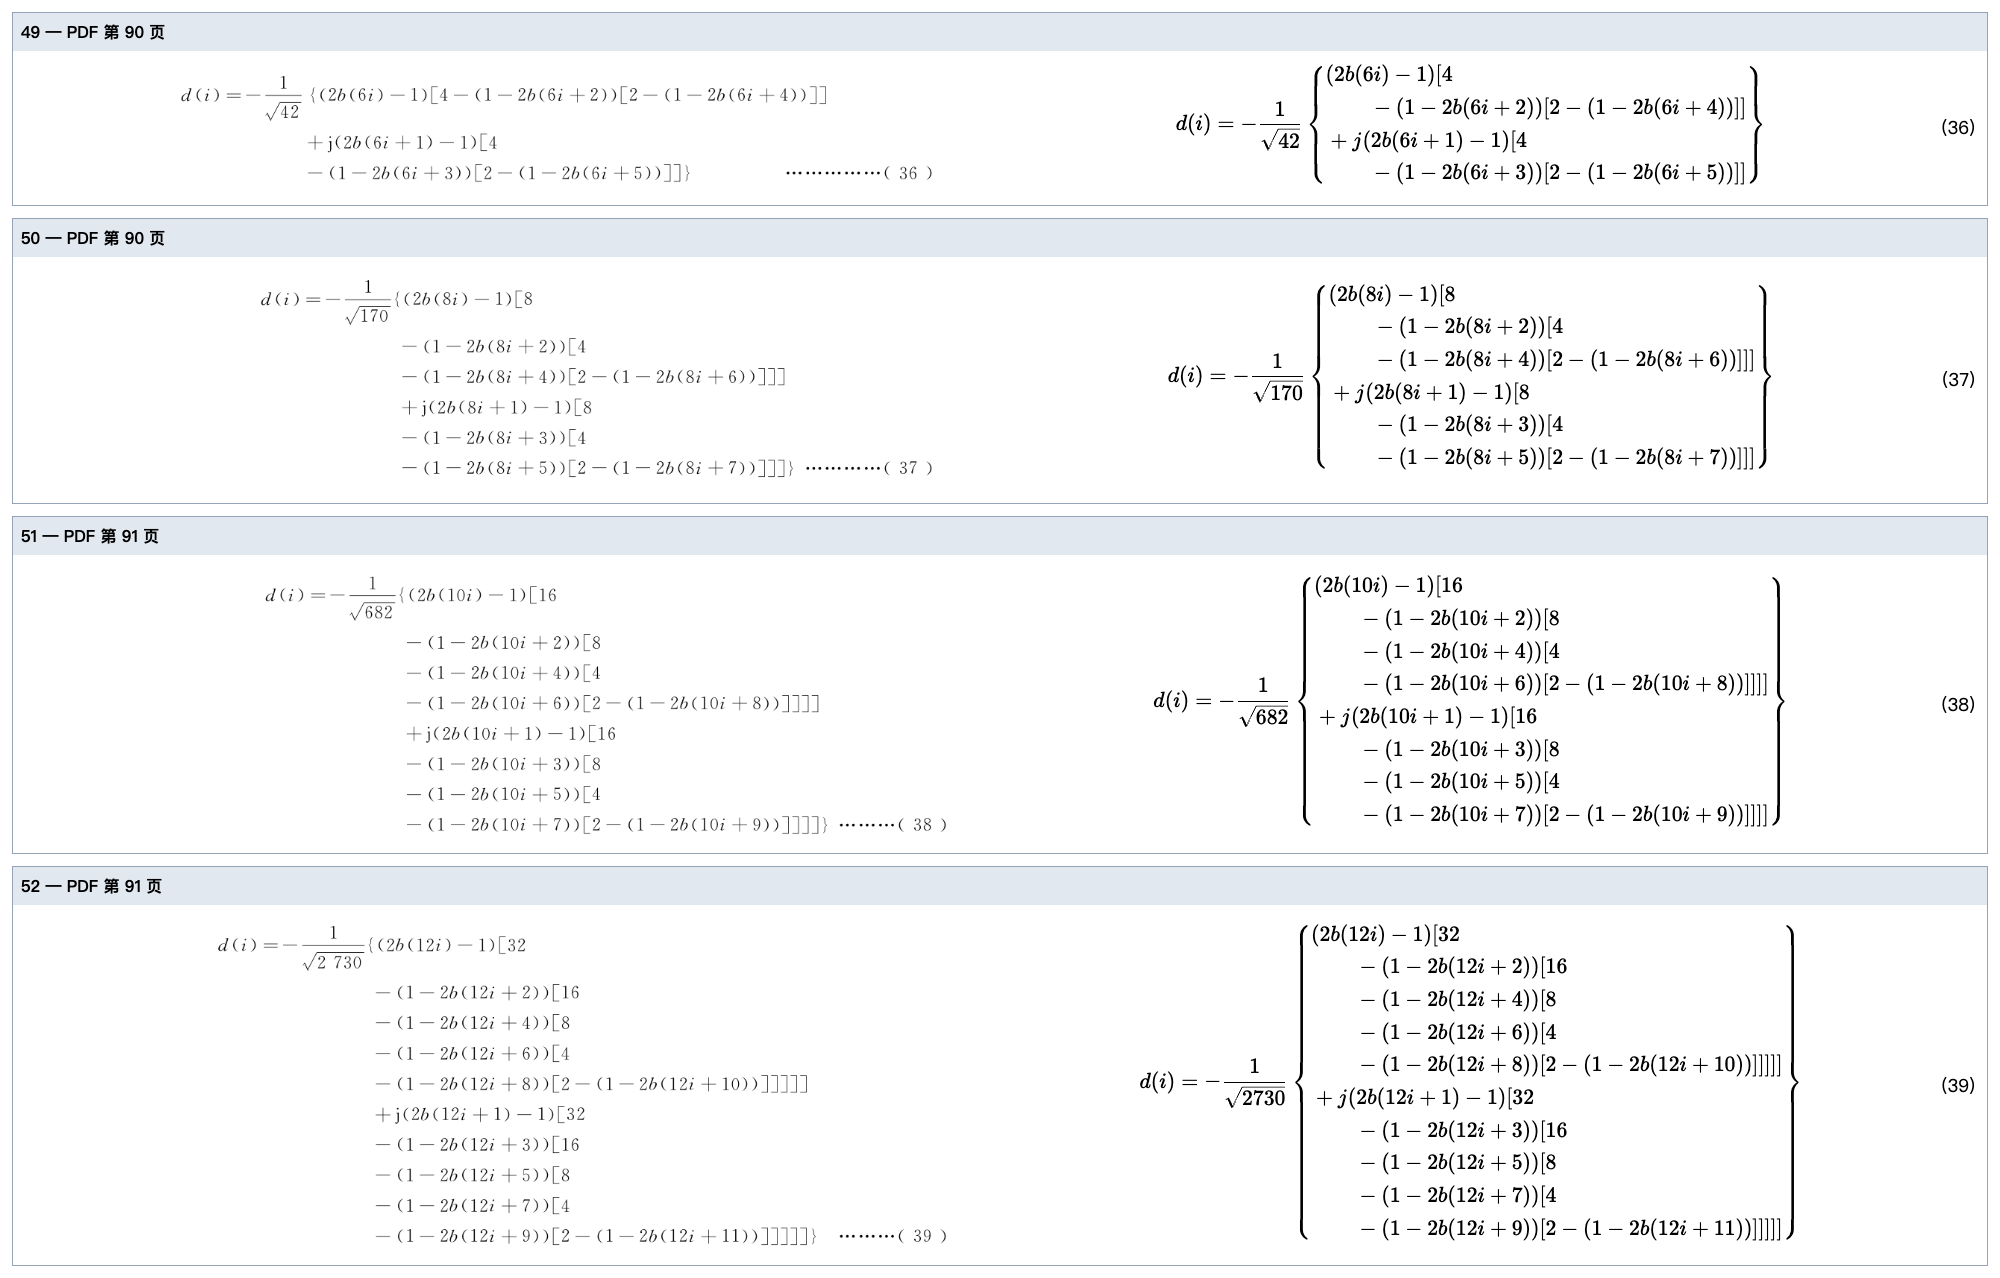 49 — PDF 第 90 页
d(i)=-\frac{1}{\sqrt{42}} {(2b(6i)-1)[4-(1-2b(6i+2))[2-(1-2b(6i+4))]]
+j(2b(6i+1)-1)[4
-(1-2b(6i+3))[2-(1-2b(6i+5))]]} ……………( 36 )
d(i) = -\frac{1}{\sqrt{42}} {
(2b(6i) - 1)[4
- (1 - 2b(6i + 2))[2 - (1 - 2b(6i + 4))]]
+ j(2b(6i + 1) - 1)[4
- (1 - 2b(6i + 3))[2 - (1 - 2b(6i + 5))]]
} (36)
50 — PDF 第 90 页
d(i)=-\frac{1}{\sqrt{170}}{(2b(8i)-1)[8
-(1-2b(8i+2))[4
-(1-2b(8i+4))[2-(1-2b(8i+6))]]]
+j(2b(8i+1)-1)[8
-(1-2b(8i+3))[4
-(1-2b(8i+5))[2-(1-2b(8i+7))]]]} …………( 37 )
d(i) = -\frac{1}{\sqrt{170}} {
(2b(8i) - 1)[8
- (1 - 2b(8i + 2))[4
- (1 - 2b(8i + 4))[2 - (1 - 2b(8i + 6))]]]
+ j(2b(8i + 1) - 1)[8
- (1 - 2b(8i + 3))[4
- (1 - 2b(8i + 5))[2 - (1 - 2b(8i + 7))]]]
} (37)
51 — PDF 第 91 页
d(i)=-\frac{1}{\sqrt{682}}{(2b(10i)-1)[16
-(1-2b(10i+2))[8
-(1-2b(10i+4))[4
-(1-2b(10i+6))[2-(1-2b(10i+8))]]]]
+j(2b(10i+1)-1)[16
-(1-2b(10i+3))[8
-(1-2b(10i+5))[4
-(1-2b(10i+7))[2-(1-2b(10i+9))]]]]} ………( 38 )
d(i) = -\frac{1}{\sqrt{682}} {
(2b(10i) - 1)[16
- (1 - 2b(10i + 2))[8
- (1 - 2b(10i + 4))[4
- (1 - 2b(10i + 6))[2 - (1 - 2b(10i + 8))]]]]
+ j(2b(10i + 1) - 1)[16
- (1 - 2b(10i + 3))[8
- (1 - 2b(10i + 5))[4
- (1 - 2b(10i + 7))[2 - (1 - 2b(10i + 9))]]]]
} (38)
52 — PDF 第 91 页
d(i)=-\frac{1}{\sqrt{2 730}}{(2b(12i)-1)[32
-(1-2b(12i+2))[16
-(1-2b(12i+4))[8
-(1-2b(12i+6))[4
-(1-2b(12i+8))[2-(1-2b(12i+10))]]]]]
+j(2b(12i+1)-1)[32
-(1-2b(12i+3))[16
-(1-2b(12i+5))[8
-(1-2b(12i+7))[4
-(1-2b(12i+9))[2-(1-2b(12i+11))]]]]]} ………( 39 )
d(i) = -\frac{1}{\sqrt{2730}} {
(2b(12i) - 1)[32
- (1 - 2b(12i + 2))[16
- (1 - 2b(12i + 4))[8
- (1 - 2b(12i + 6))[4
- (1 - 2b(12i + 8))[2 - (1 - 2b(12i + 10))]]]]]
+ j(2b(12i + 1) - 1)[32
- (1 - 2b(12i + 3))[16
- (1 - 2b(12i + 5))[8
- (1 - 2b(12i + 7))[4
- (1 - 2b(12i + 9))[2 - (1 - 2b(12i + 11))]]]]]
} (39)